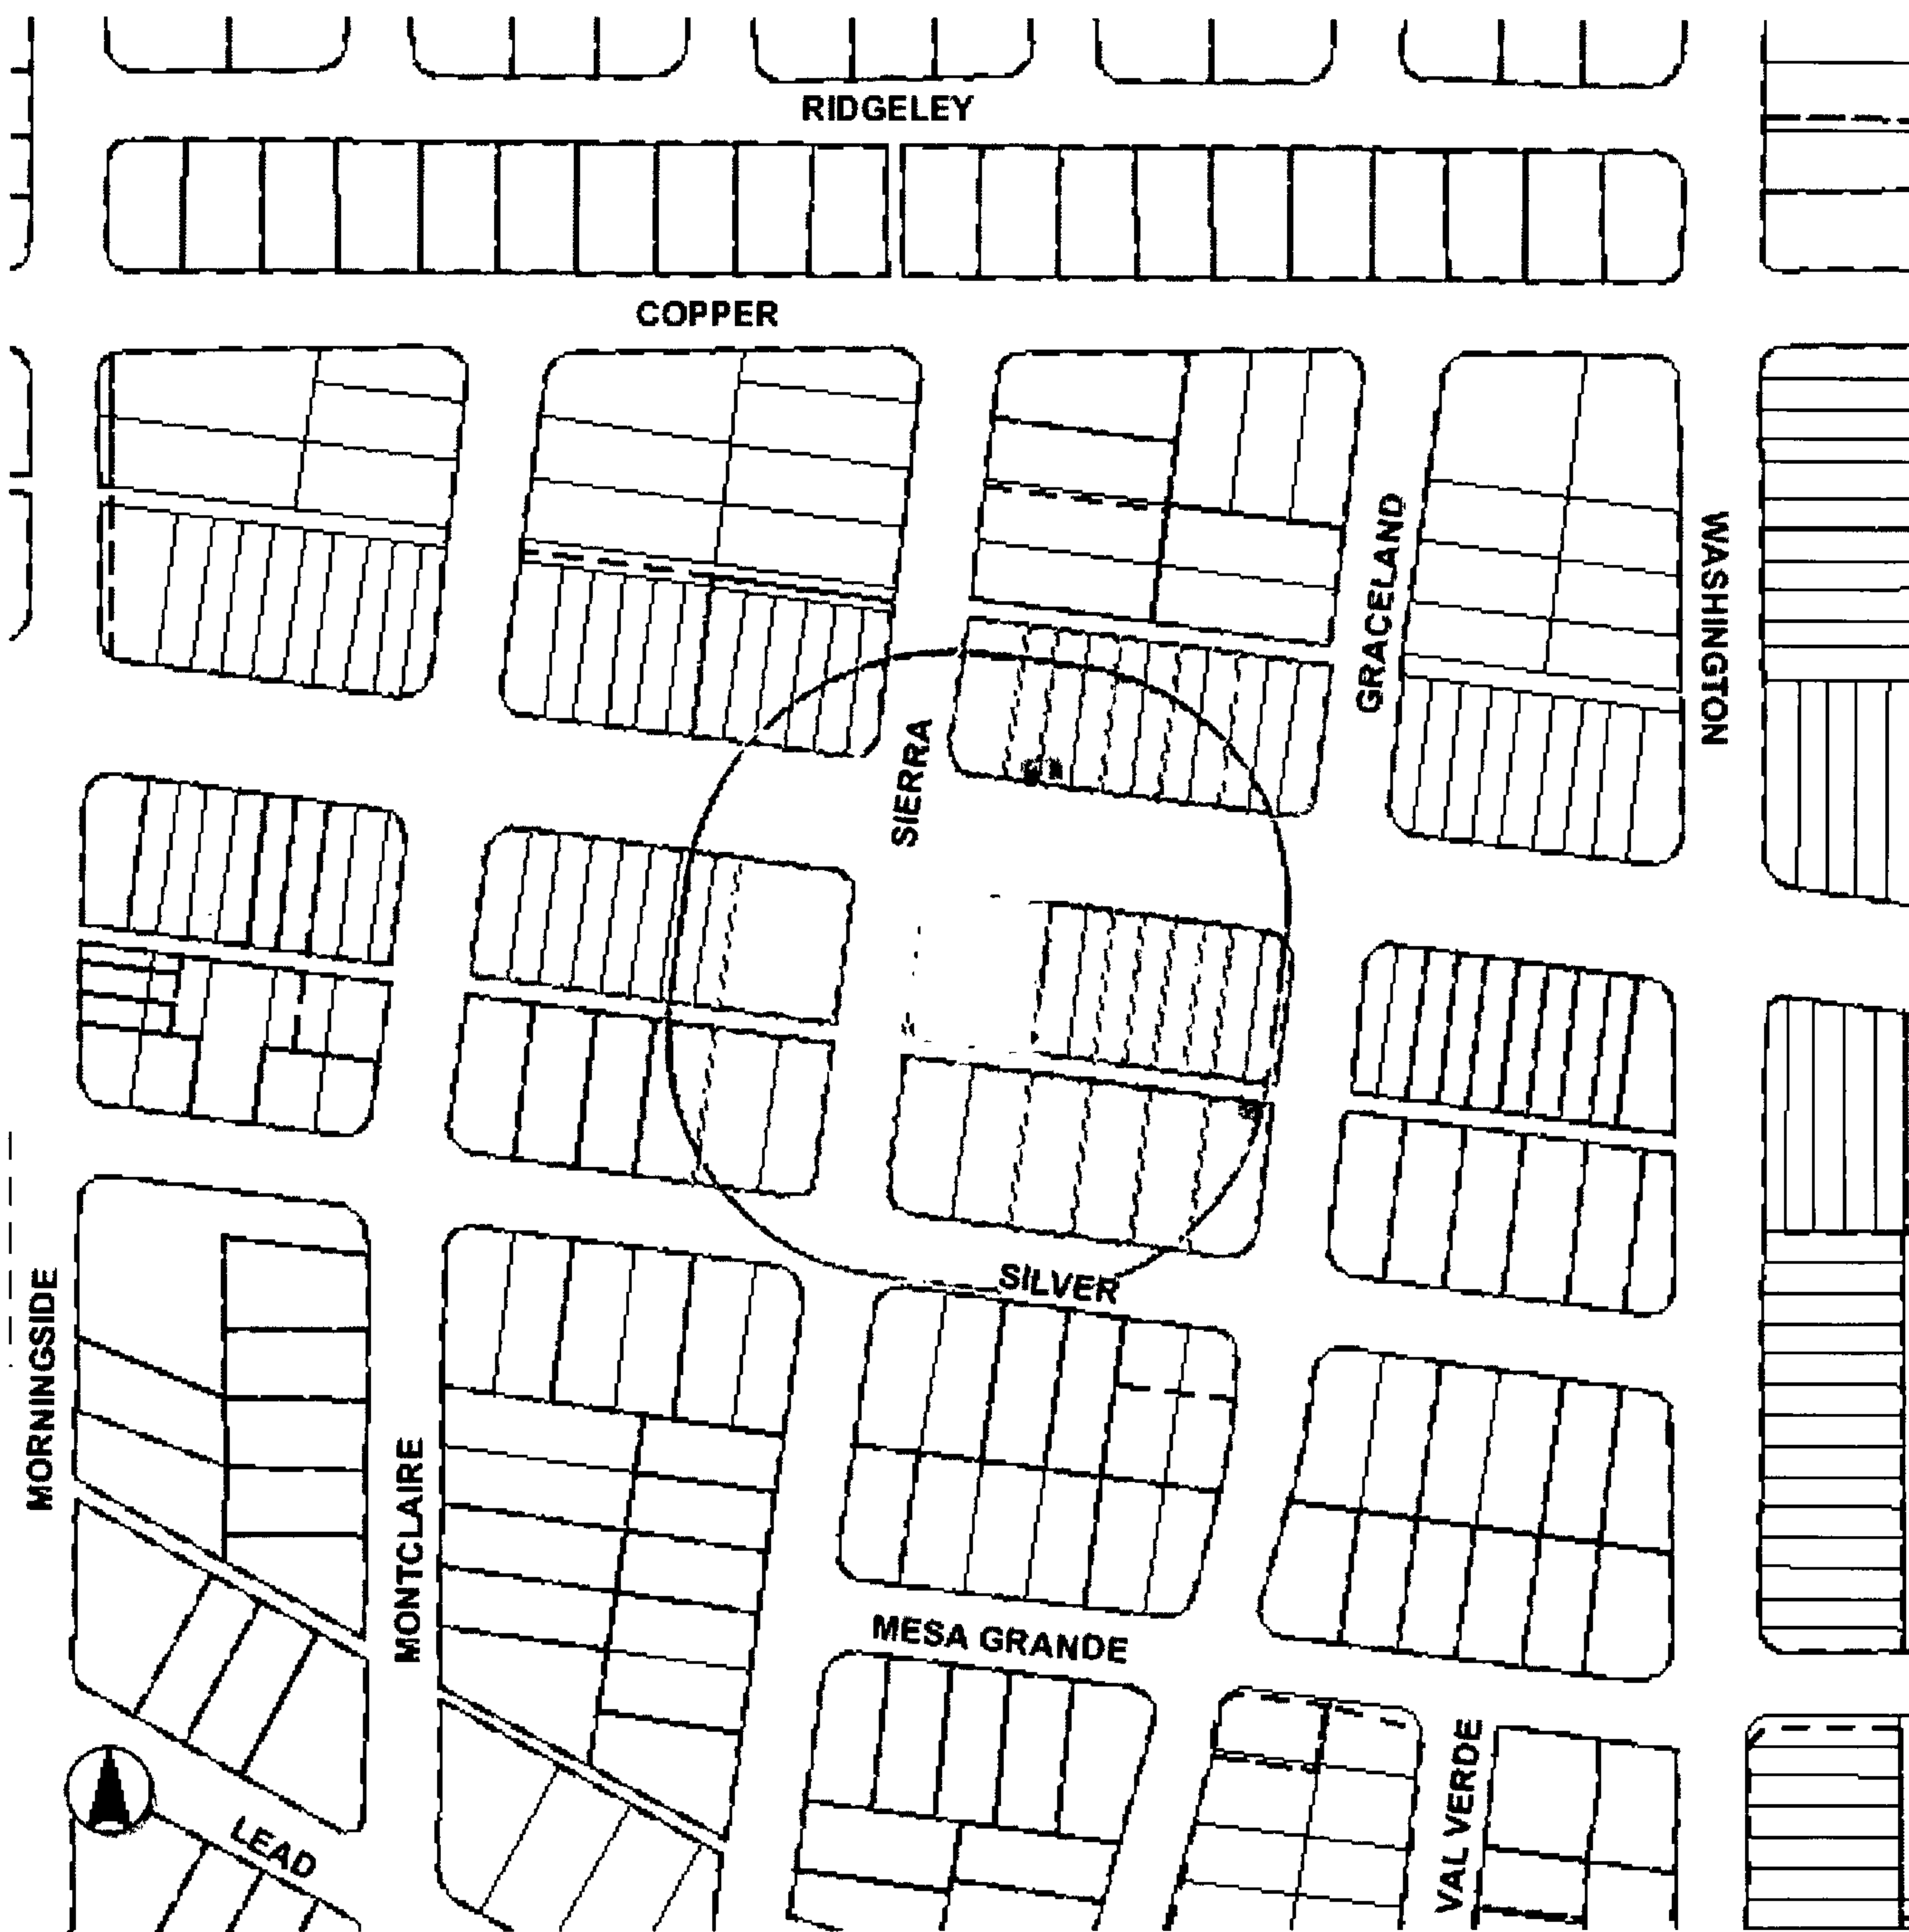 RIDGELEY
COPPER
GRACELAND
WASHINGTON
SIERRA
SILVER
MORNINGSIDE
MONTCLAIRE
MESA GRANDE
VAL VERDE
LEAD